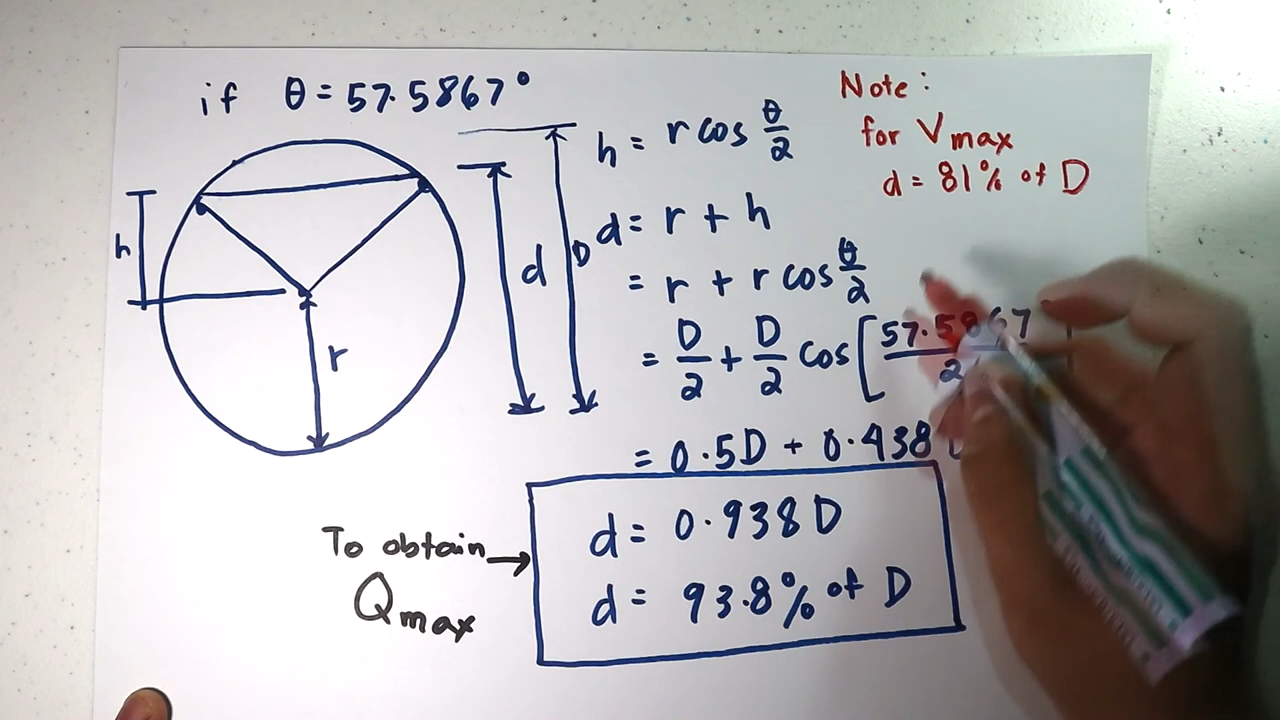 if θ = 57.5867°
Note:
for Vmax
d = 81% of D
h = r cos θ/2
d = r + h
= r + r cos θ/2
= D/2 + D/2 cos [57.5867/2]
= 0.5D + 0.438
d = 0.938 D
d = 93.8% of D
To obtain
Qmax
h
r
d
D